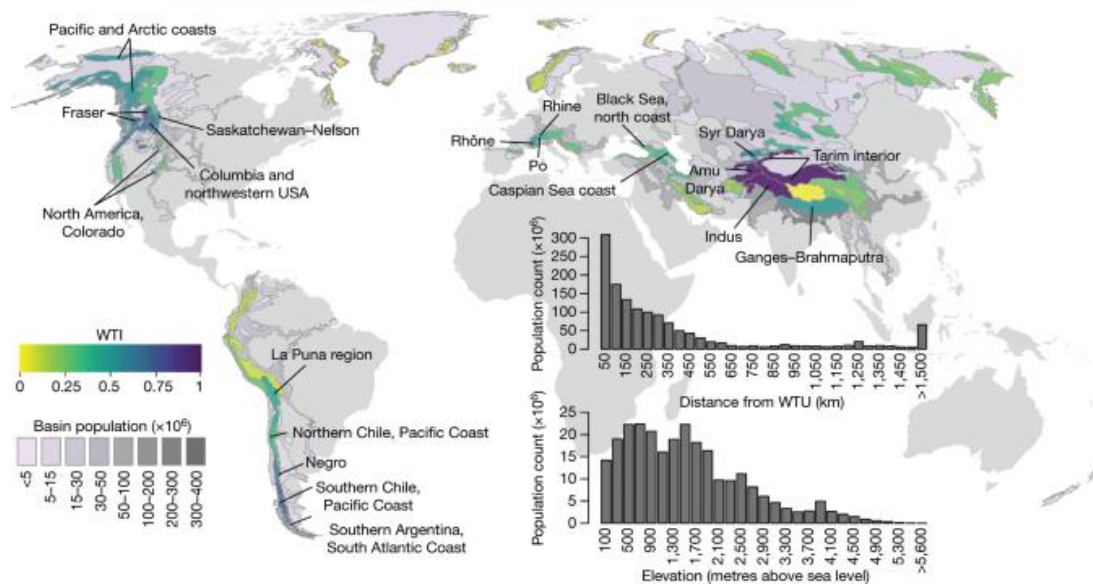 Pacific and Arctic coasts
Fraser
Saskatchewan–Nelson
Columbia and
northwestern USA
North America,
Colorado
Rhône
Rhine
Po
Black Sea,
north coast
Caspian Sea coast
Syr Darya
Amu
Darya
Tarim interior
Indus
Ganges–Brahmaputra
La Puna region
Northern Chile, Pacific Coast
Negro
Southern Chile,
Pacific Coast
Southern Argentina,
South Atlantic Coast
WTI
0 0.25 0.50 0.75 1
Basin population (×10⁶)
<5
5–15
15–30
30–50
50–100
100–200
200–300
300–400
Population count (×10⁶)
300
250
200
150
100
50
0
50 150 250 350 450 550 650 750 850 950 1,050 1,150 1,250 1,350 1,450 >1,500
Distance from WTU (km)
Population count (×10⁶)
25
20
15
10
5
0
100 500 900 1,300 1,700 2,100 2,500 2,900 3,300 3,700 4,100 4,500 4,900 5,300 >5,600
Elevation (metres above sea level)